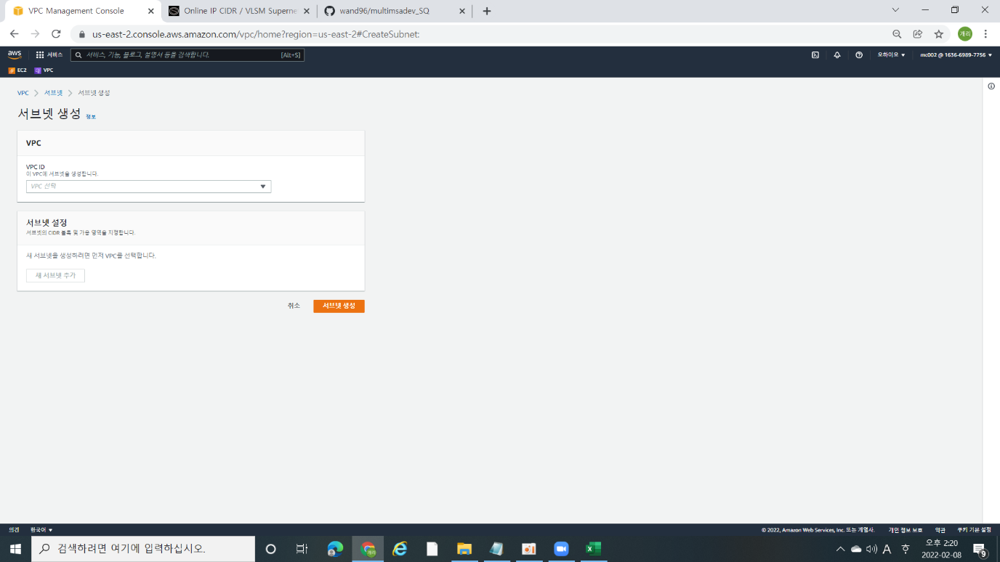 VPC Management Console
Online IP CIDR / VLSM Superne
wand96/multimsadev_SQ
us-east-2.console.aws.amazon.com/vpc/home?region=us-east-2#CreateSubnet:
개리
aws
서비스
서비스, 기능, 블로그, 설명서 등을 검색합니다.
[Alt+S]
오하이오 ▼
mc002 @ 1636-6989-7756 ▼
EC2
VPC
VPC > 서브넷 > 서브넷 생성
서브넷 생성 정보
VPC
VPC ID
이 VPC에 서브넷을 생성합니다.
VPC 선택
서브넷 설정
서브넷의 CIDR 블록 및 가용 영역을 지정합니다.
새 서브넷을 생성하려면 먼저 VPC를 선택합니다.
새 서브넷 추가
취소
서브넷 생성
의견
한국어 ▼
© 2022, Amazon Web Services, Inc. 또는 계열사.
개인 정보 보호
약관
쿠키 기본 설정
검색하려면 여기에 입력하십시오.
개리
A
오후 2:20
2022-02-08
9